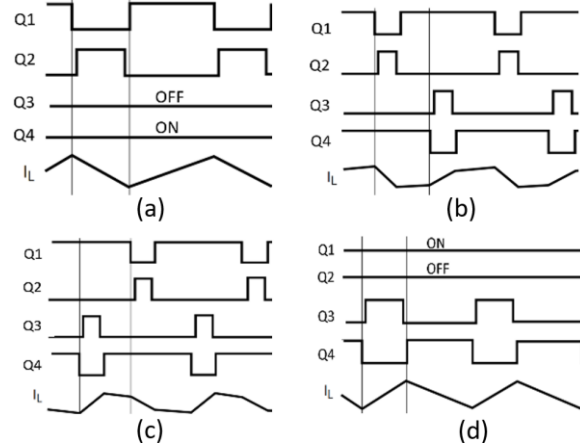 Q1
Q2
Q3 OFF
Q4 ON
IL
(a)
Q1
Q2
Q3
Q4
IL
(b)
Q1
Q2
Q3
Q4
IL
(c)
Q1 ON
Q2 OFF
Q3
Q4
IL
(d)